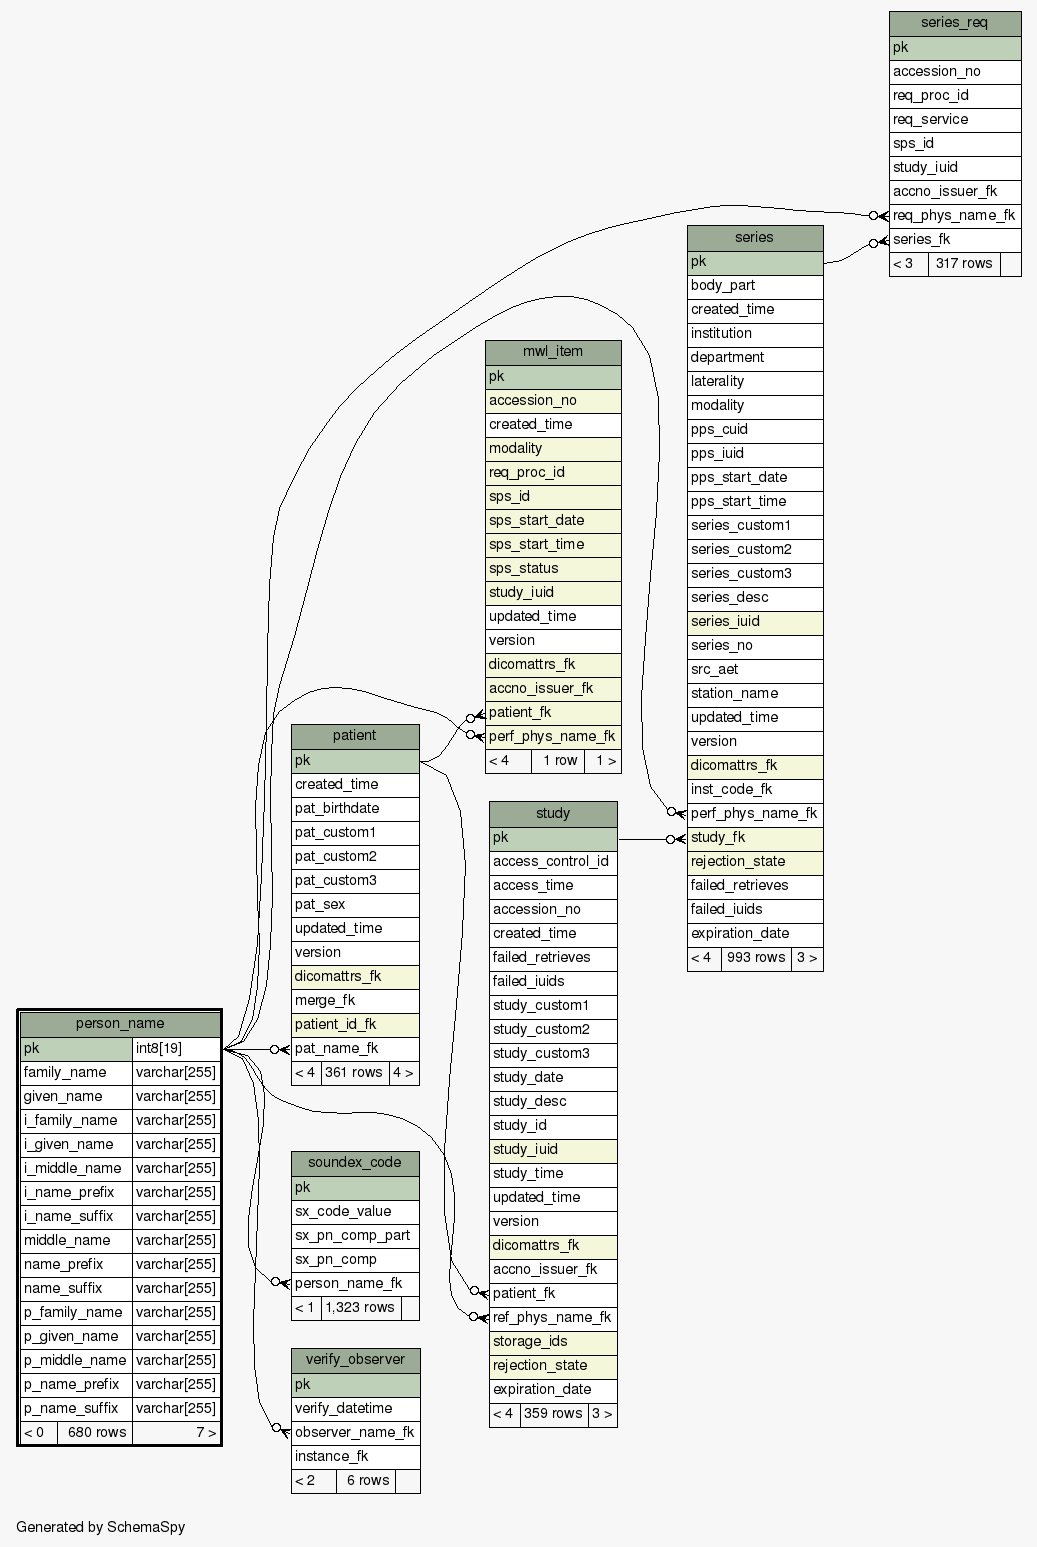 series_req
pk
accession_no
req_proc_id
req_service
sps_id
study_iuid
accno_issuer_fk
req_phys_name_fk
series_fk
< 3 317 rows
series
pk
body_part
created_time
institution
department
laterality
modality
pps_cuid
pps_iuid
pps_start_date
pps_start_time
series_custom1
series_custom2
series_custom3
series_desc
series_iuid
series_no
src_aet
station_name
updated_time
version
dicomattrs_fk
inst_code_fk
perf_phys_name_fk
study_fk
rejection_state
failed_retrieves
failed_iuids
expiration_date
< 4 993 rows 3 >
mwl_item
pk
accession_no
created_time
modality
req_proc_id
sps_id
sps_start_date
sps_start_time
sps_status
study_iuid
updated_time
version
dicomattrs_fk
accno_issuer_fk
patient_fk
perf_phys_name_fk
< 4 1 row 1 >
patient
pk
created_time
pat_birthdate
pat_custom1
pat_custom2
pat_custom3
pat_sex
updated_time
version
dicomattrs_fk
merge_fk
patient_id_fk
pat_name_fk
< 4 361 rows 4 >
study
pk
access_control_id
access_time
accession_no
created_time
failed_retrieves
failed_iuids
study_custom1
study_custom2
study_custom3
study_date
study_desc
study_id
study_iuid
study_time
updated_time
version
dicomattrs_fk
accno_issuer_fk
patient_fk
ref_phys_name_fk
storage_ids
rejection_state
expiration_date
< 4 359 rows 3 >
person_name
pk int8[19]
family_name varchar[255]
given_name varchar[255]
i_family_name varchar[255]
i_given_name varchar[255]
i_middle_name varchar[255]
i_name_prefix varchar[255]
i_name_suffix varchar[255]
middle_name varchar[255]
name_prefix varchar[255]
name_suffix varchar[255]
p_family_name varchar[255]
p_given_name varchar[255]
p_middle_name varchar[255]
p_name_prefix varchar[255]
p_name_suffix varchar[255]
< 0 680 rows 7 >
soundex_code
pk
sx_code_value
sx_pn_comp_part
sx_pn_comp
person_name_fk
< 1 1,323 rows
verify_observer
pk
verify_datetime
observer_name_fk
instance_fk
< 2 6 rows
Generated by SchemaSpy